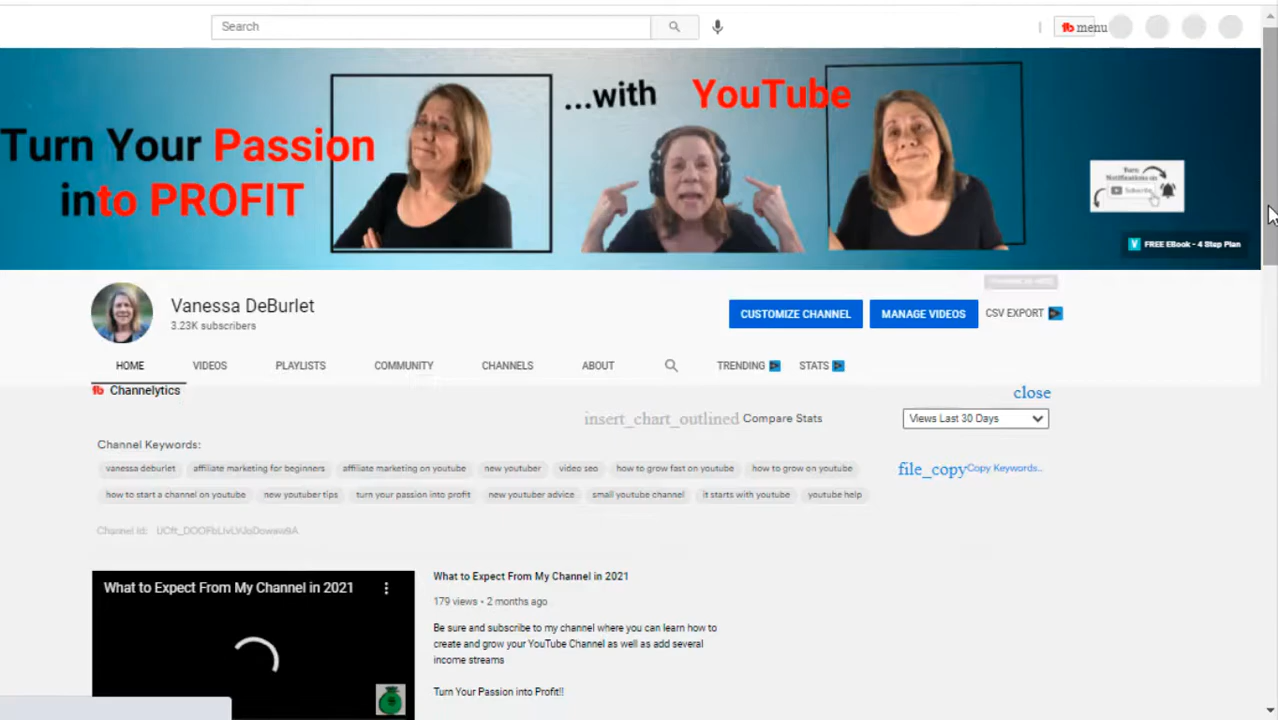 Search
menu
Turn Your Passion
into PROFIT
...with YouTube
Turn
Notifications on
Subscribe
FREE EBook - 4 Step Plan
Vanessa DeBurlet
3.23K subscribers
CUSTOMIZE CHANNEL
MANAGE VIDEOS
CSV EXPORT
HOME VIDEOS PLAYLISTS COMMUNITY CHANNELS ABOUT TRENDING STATS
Channelytics
close
insert_chart_outlined Compare Stats
Views Last 30 Days
Channel Keywords:
vanessa deburlet affiliate marketing for beginners affiliate marketing on youtube new youtuber video seo how to grow fast on youtube how to grow on youtube
file_copy Copy Keywords...
how to start a channel on youtube new youtuber tips turn your passion into profit new youtuber advice small youtube channel it starts with youtube youtube help
Channel Id:
What to Expect From My Channel in 2021
What to Expect From My Channel in 2021
179 views • 2 months ago
Be sure and subscribe to my channel where you can learn how to
create and grow your YouTube Channel as well as add several
income streams
Turn Your Passion into Profit!!